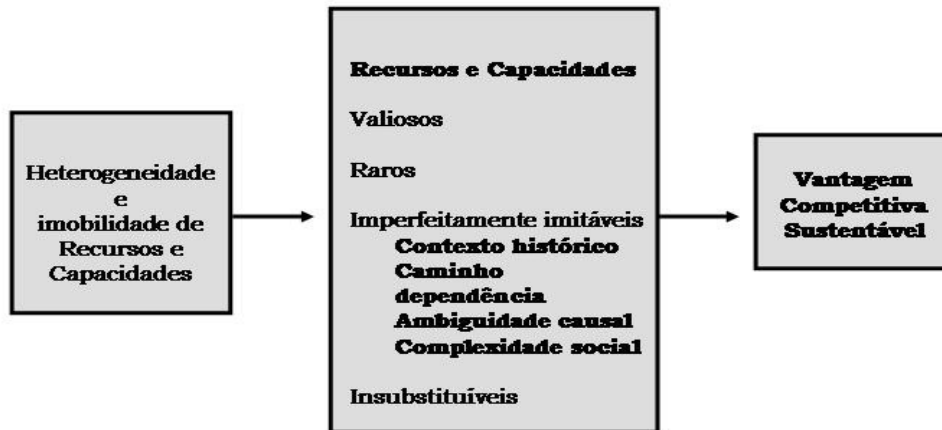 Heterogeneidade
e
imobilidade de
Recursos e
Capacidades
Recursos e Capacidades
Valiosos
Raros
Imperfeitamente imitáveis
Contexto histórico
Caminho
dependência
Ambiguidade causal
Complexidade social
Insubstituíveis
Vantagem
Competitiva
Sustentável